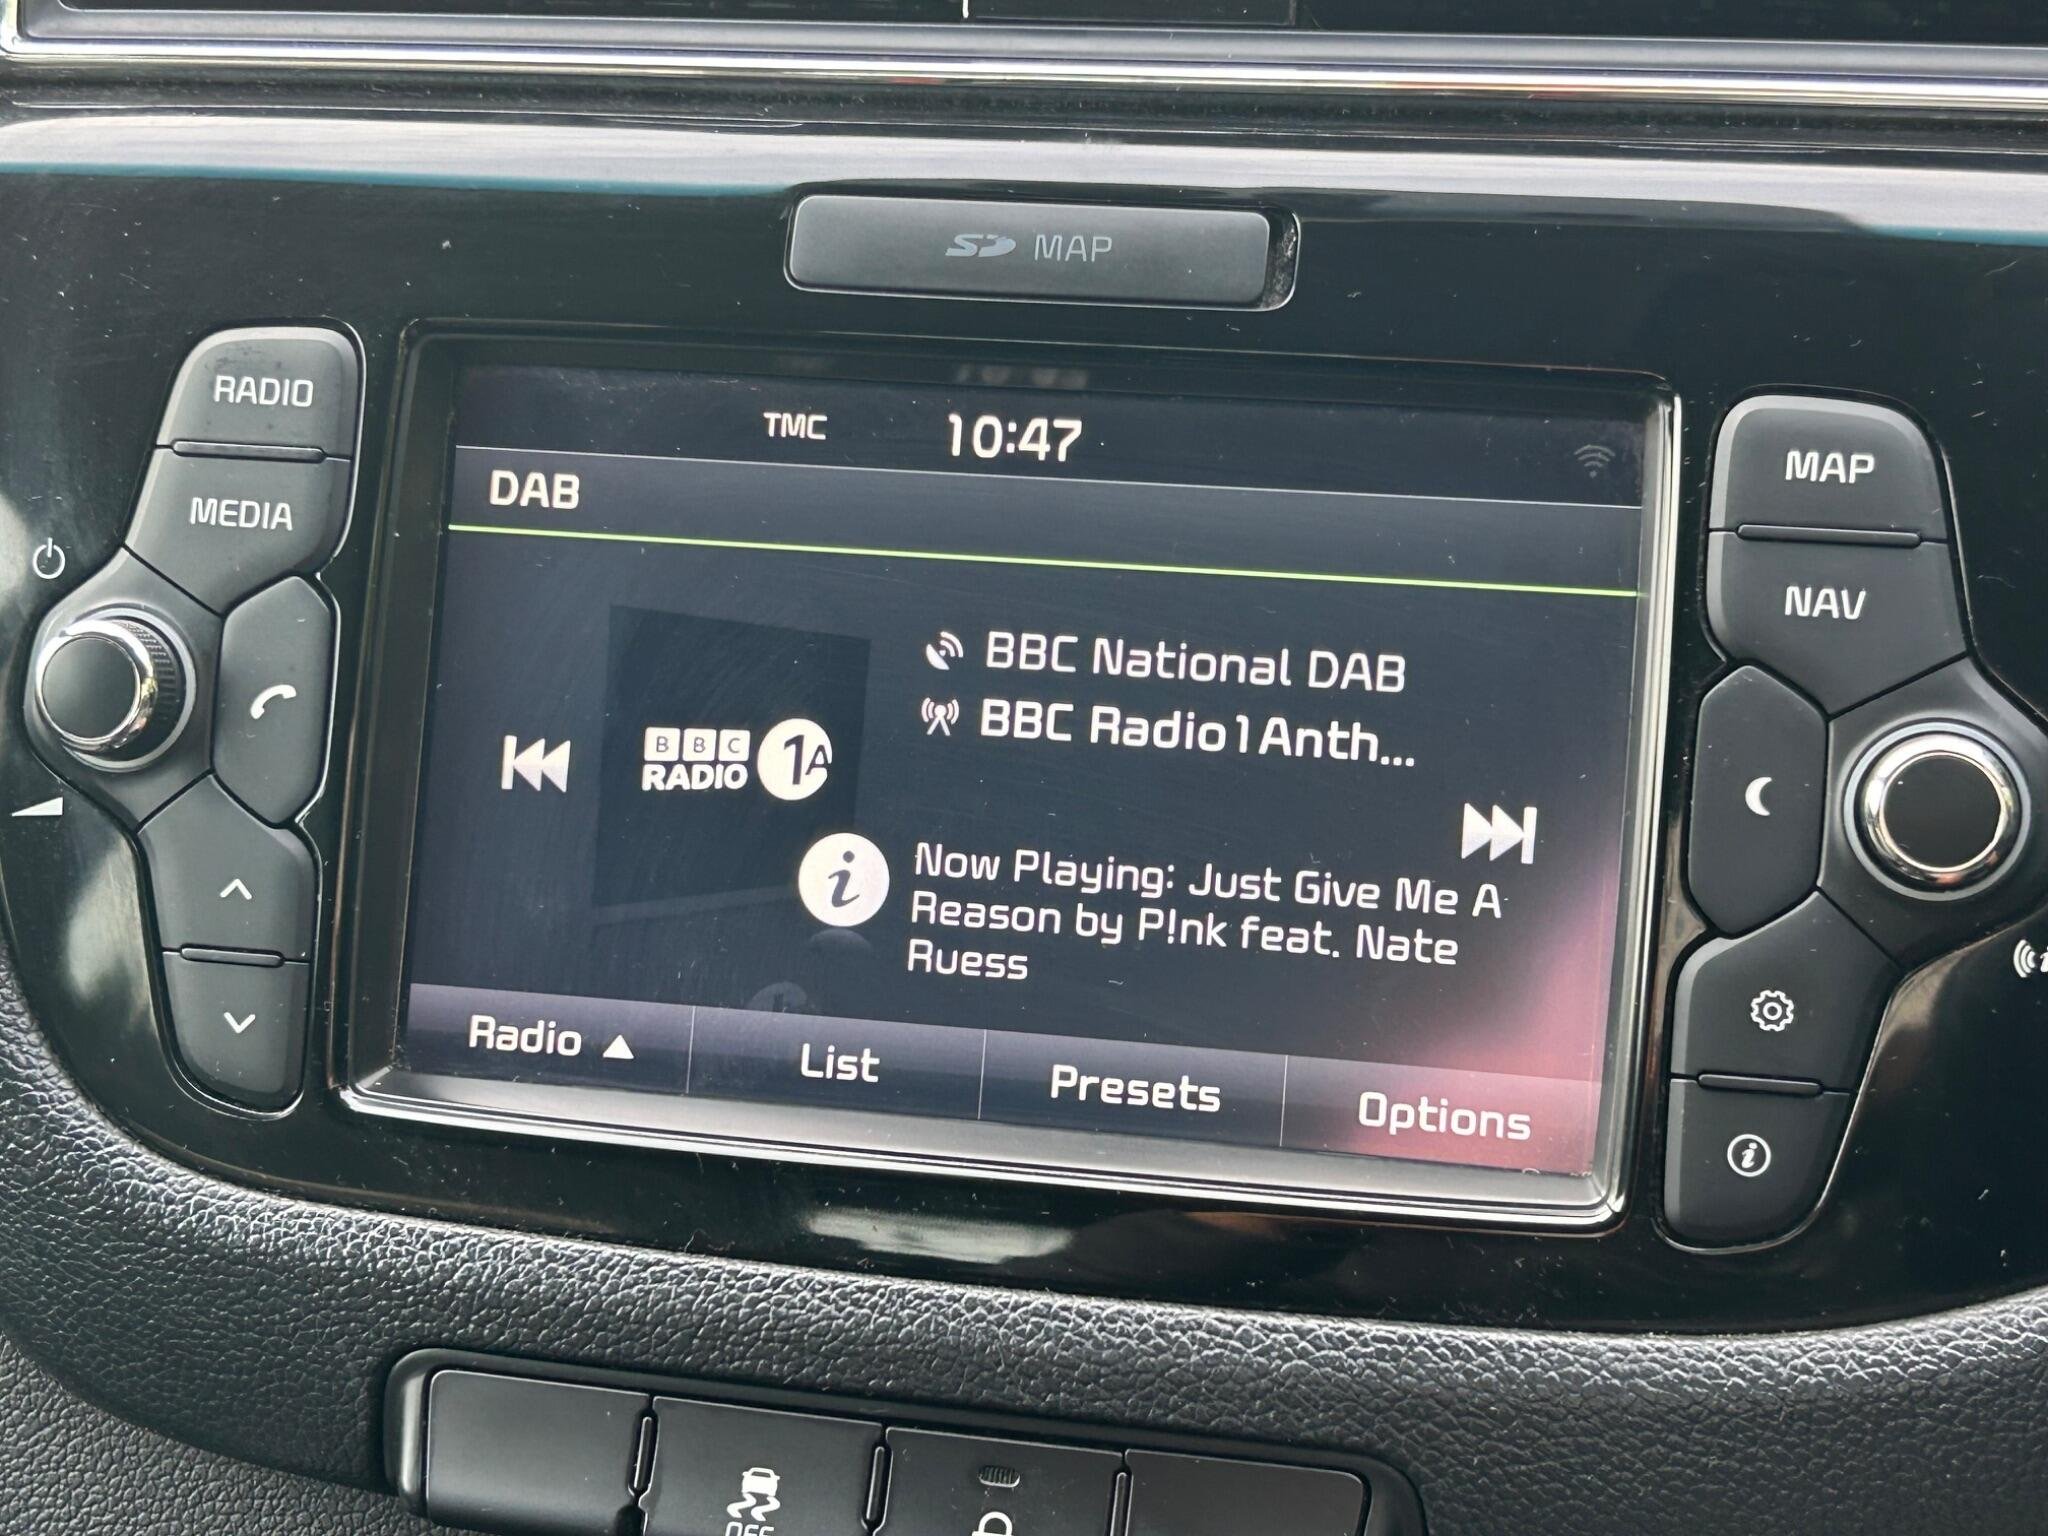 SD MAP
RADIO
MEDIA
TMC 10:47
DAB
BBC National DAB
BBC Radio1Anth...
BBC
RADIO 1A
Now Playing: Just Give Me A
Reason by P!nk feat. Nate
Ruess
Radio ▲ List Presets Options
MAP
NAV
OFF